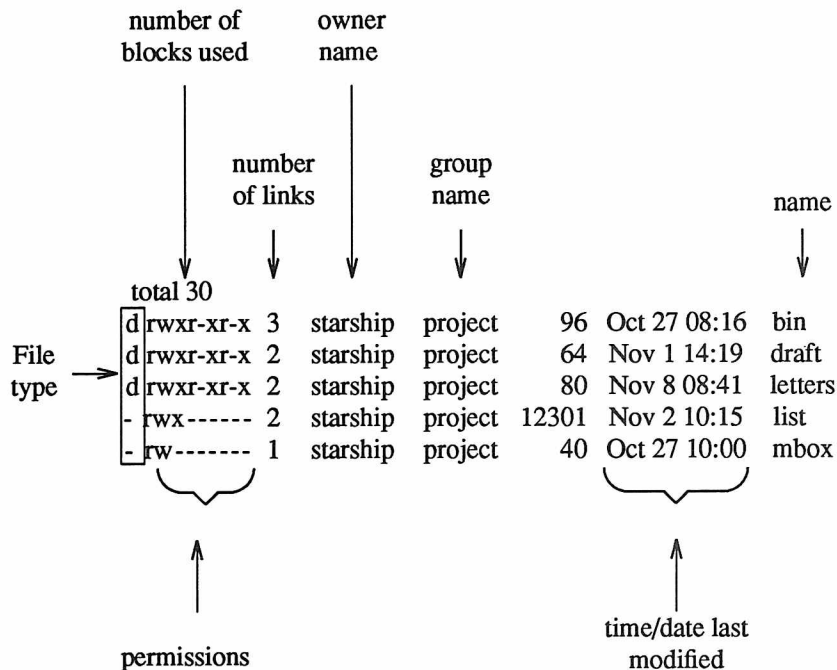 number of
blocks used
owner
name
number
of links
group
name
name
total 30
d rwxr-xr-x 3 starship project 96 Oct 27 08:16 bin
d rwxr-xr-x 2 starship project 64 Nov 1 14:19 draft
d rwxr-xr-x 2 starship project 80 Nov 8 08:41 letters
- rwx------ 2 starship project 12301 Nov 2 10:15 list
- rw------- 1 starship project 40 Oct 27 10:00 mbox
File
type
permissions
time/date last
modified